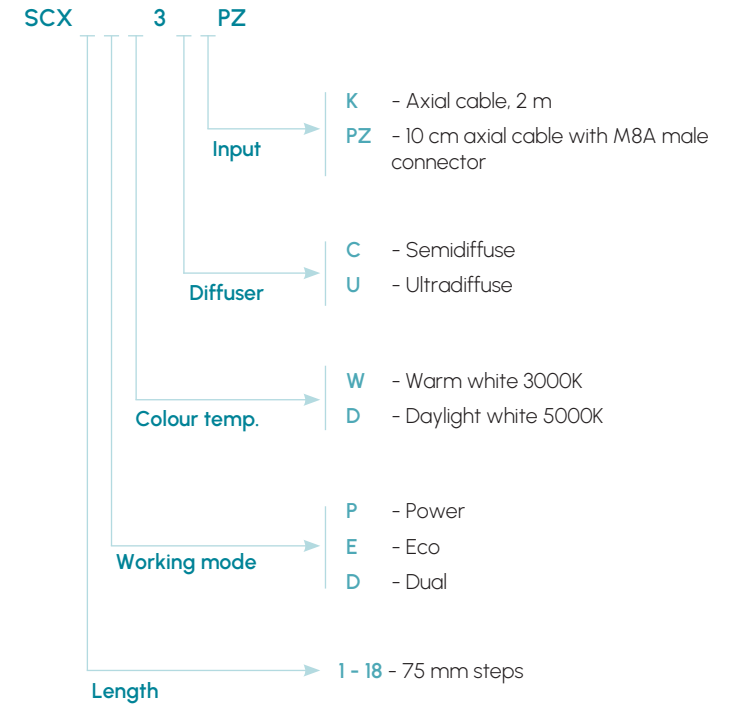 SCX 3 PZ
K - Axial cable, 2 m
PZ - 10 cm axial cable with M8A male
connector
Input
C - Semidiffuse
U - Ultradiffuse
Diffuser
W - Warm white 3000K
D - Daylight white 5000K
Colour temp.
P - Power
E - Eco
D - Dual
Working mode
1 - 18 - 75 mm steps
Length